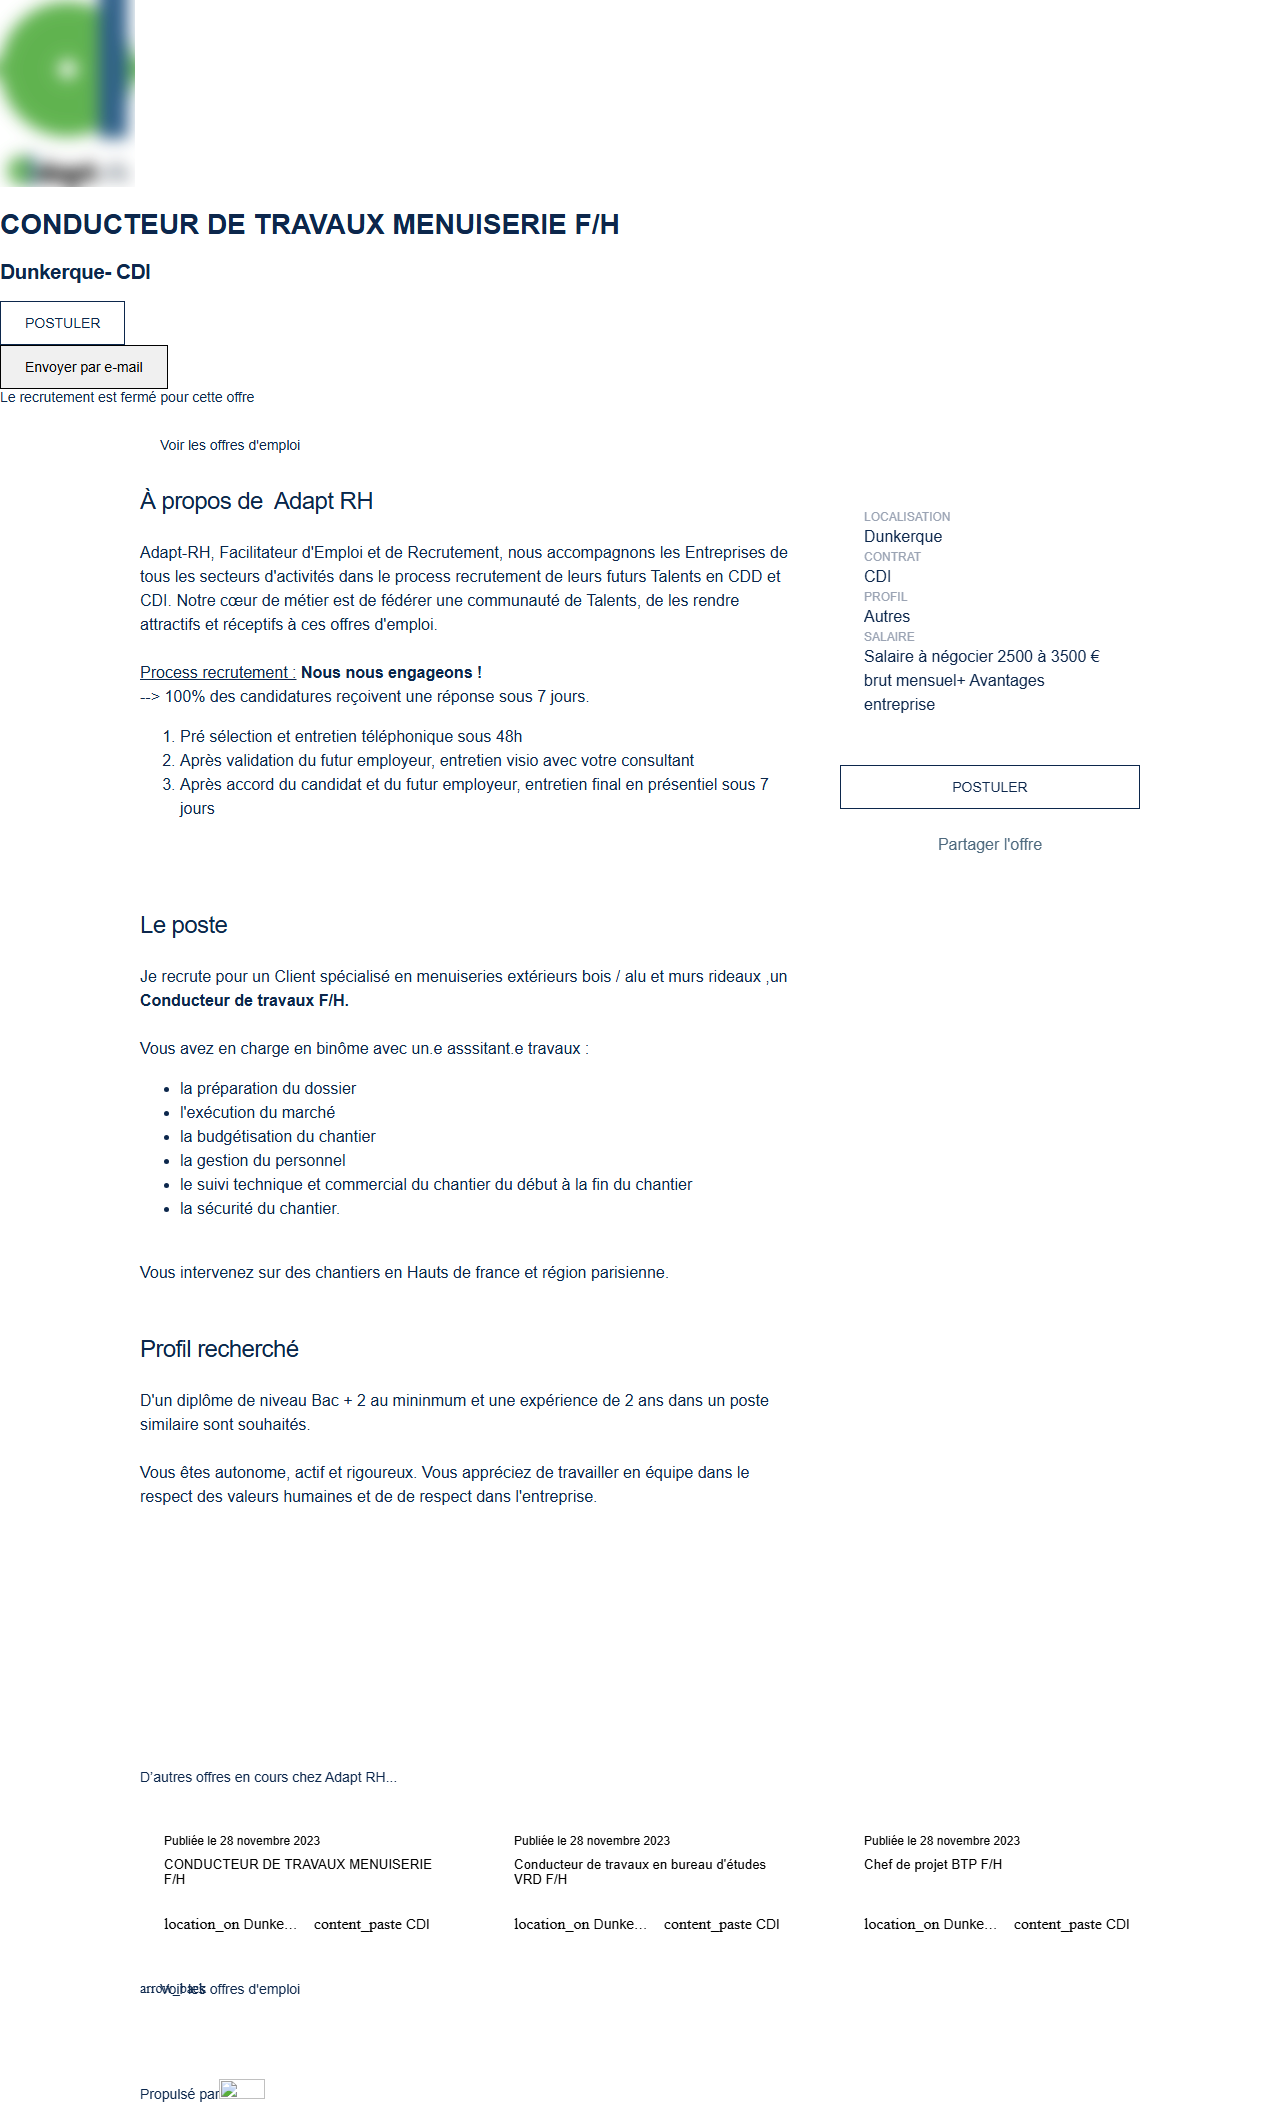 CONDUCTEUR DE TRAVAUX MENUISERIE F/H
Dunkerque- CDI
POSTULER
Envoyer par e-mail
Le recrutement est fermé pour cette offre
Voir les offres d'emploi
À propos de  Adapt RH
Adapt-RH, Facilitateur d'Emploi et de Recrutement, nous accompagnons les Entreprises de
tous les secteurs d'activités dans le process recrutement de leurs futurs Talents en CDD et
CDI. Notre cœur de métier est de fédérer une communauté de Talents, de les rendre
attractifs et réceptifs à ces offres d'emploi.
Process recrutement : Nous nous engageons !
--> 100% des candidatures reçoivent une réponse sous 7 jours.
1. Pré sélection et entretien téléphonique sous 48h
2. Après validation du futur employeur, entretien visio avec votre consultant
3. Après accord du candidat et du futur employeur, entretien final en présentiel sous 7
jours
LOCALISATION
Dunkerque
CONTRAT
CDI
PROFIL
Autres
SALAIRE
Salaire à négocier 2500 à 3500 €
brut mensuel+ Avantages
entreprise
POSTULER
Partager l'offre
Le poste
Je recrute pour un Client spécialisé en menuiseries extérieurs bois / alu et murs rideaux ,un
Conducteur de travaux F/H.
Vous avez en charge en binôme avec un.e asssitant.e travaux :
• la préparation du dossier
• l'exécution du marché
• la budgétisation du chantier
• la gestion du personnel
• le suivi technique et commercial du chantier du début à la fin du chantier
• la sécurité du chantier.
Vous intervenez sur des chantiers en Hauts de france et région parisienne.
Profil recherché
D'un diplôme de niveau Bac + 2 au mininmum et une expérience de 2 ans dans un poste
similaire sont souhaités.
Vous êtes autonome, actif et rigoureux. Vous appréciez de travailler en équipe dans le
respect des valeurs humaines et de de respect dans l'entreprise.
D’autres offres en cours chez Adapt RH...
Publiée le 28 novembre 2023
CONDUCTEUR DE TRAVAUX MENUISERIE
F/H
location_on Dunke… content_paste CDI
Publiée le 28 novembre 2023
Conducteur de travaux en bureau d'études
VRD F/H
location_on Dunke… content_paste CDI
Publiée le 28 novembre 2023
Chef de projet BTP F/H
location_on Dunke… content_paste CDI
arrow_back Voir les offres d'emploi
Propulsé par